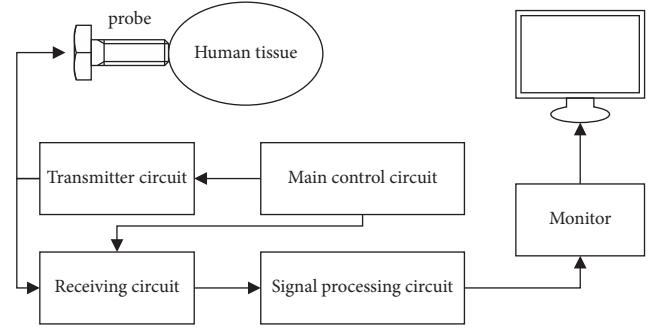 probe
Human tissue
Transmitter circuit
Main control circuit
Monitor
Receiving circuit
Signal processing circuit